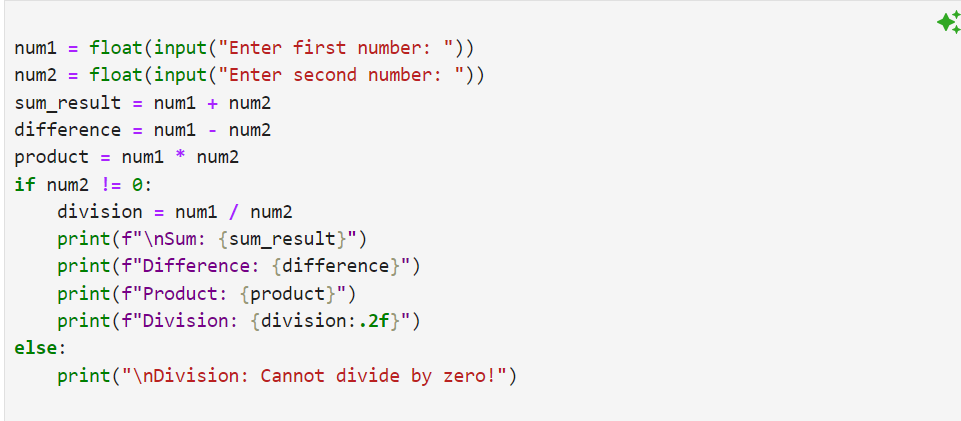 num1 = float(input("Enter first number: "))
num2 = float(input("Enter second number: "))
sum_result = num1 + num2
difference = num1 - num2
product = num1 * num2
if num2 != 0:
    division = num1 / num2
    print(f"\nSum: {sum_result}")
    print(f"Difference: {difference}")
    print(f"Product: {product}")
    print(f"Division: {division:.2f}")
else:
    print("\nDivision: Cannot divide by zero!")